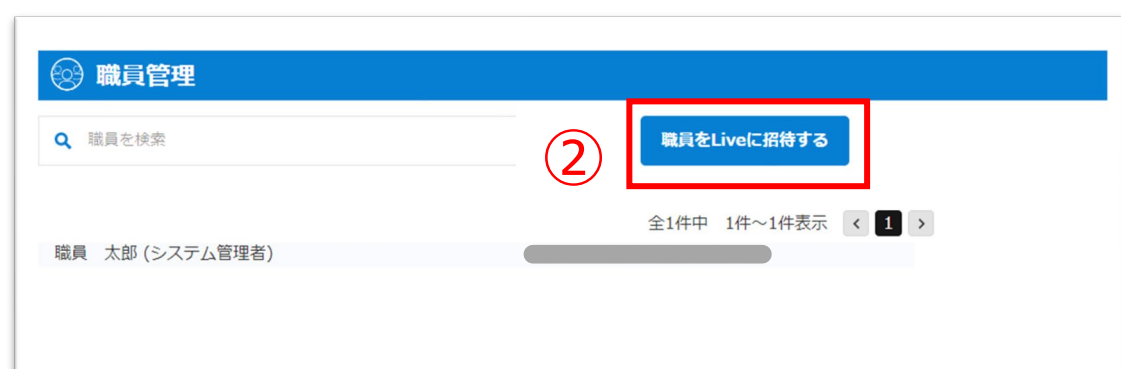 職員管理
職員を検索
②
職員をLiveに招待する
全1件中 1件～1件表示 < 1 >
職員 太郎 (システム管理者)